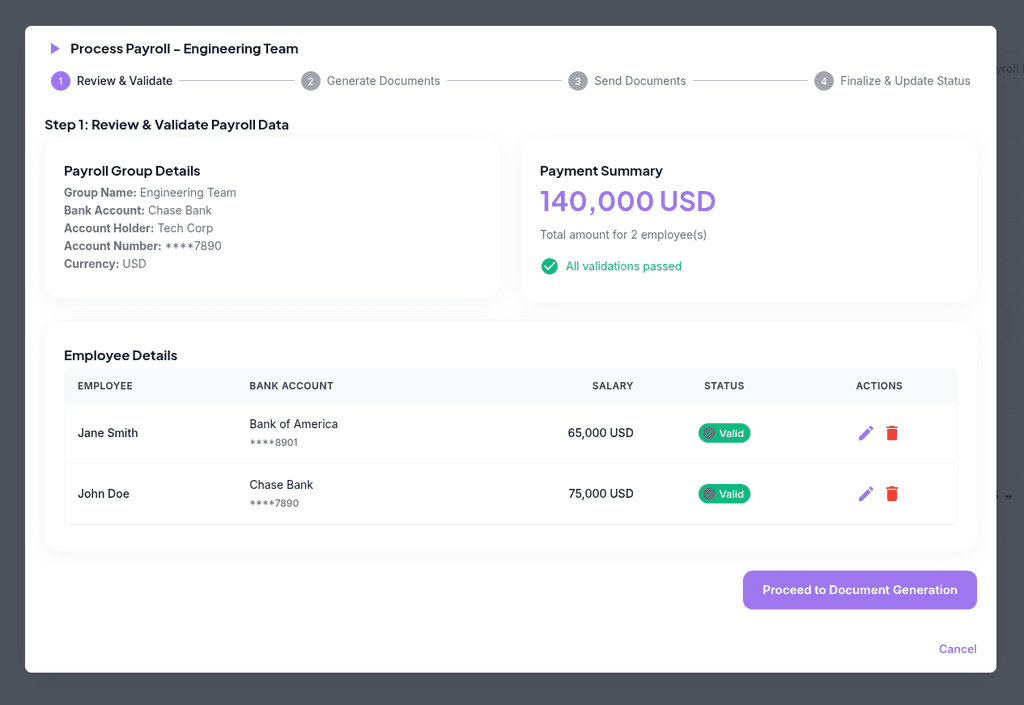 Process Payroll – Engineering Team
1 Review & Validate 2 Generate Documents 3 Send Documents 4 Finalize & Update Status
Step 1: Review & Validate Payroll Data
Payroll Group Details
Group Name: Engineering Team
Bank Account: Chase Bank
Account Holder: Tech Corp
Account Number: ****7890
Currency: USD
Payment Summary
140,000 USD
Total amount for 2 employee(s)
All validations passed
Employee Details
EMPLOYEE BANK ACCOUNT SALARY STATUS ACTIONS
Jane Smith Bank of America 65,000 USD Valid
****8901
John Doe Chase Bank 75,000 USD Valid
****7890
Proceed to Document Generation
Cancel